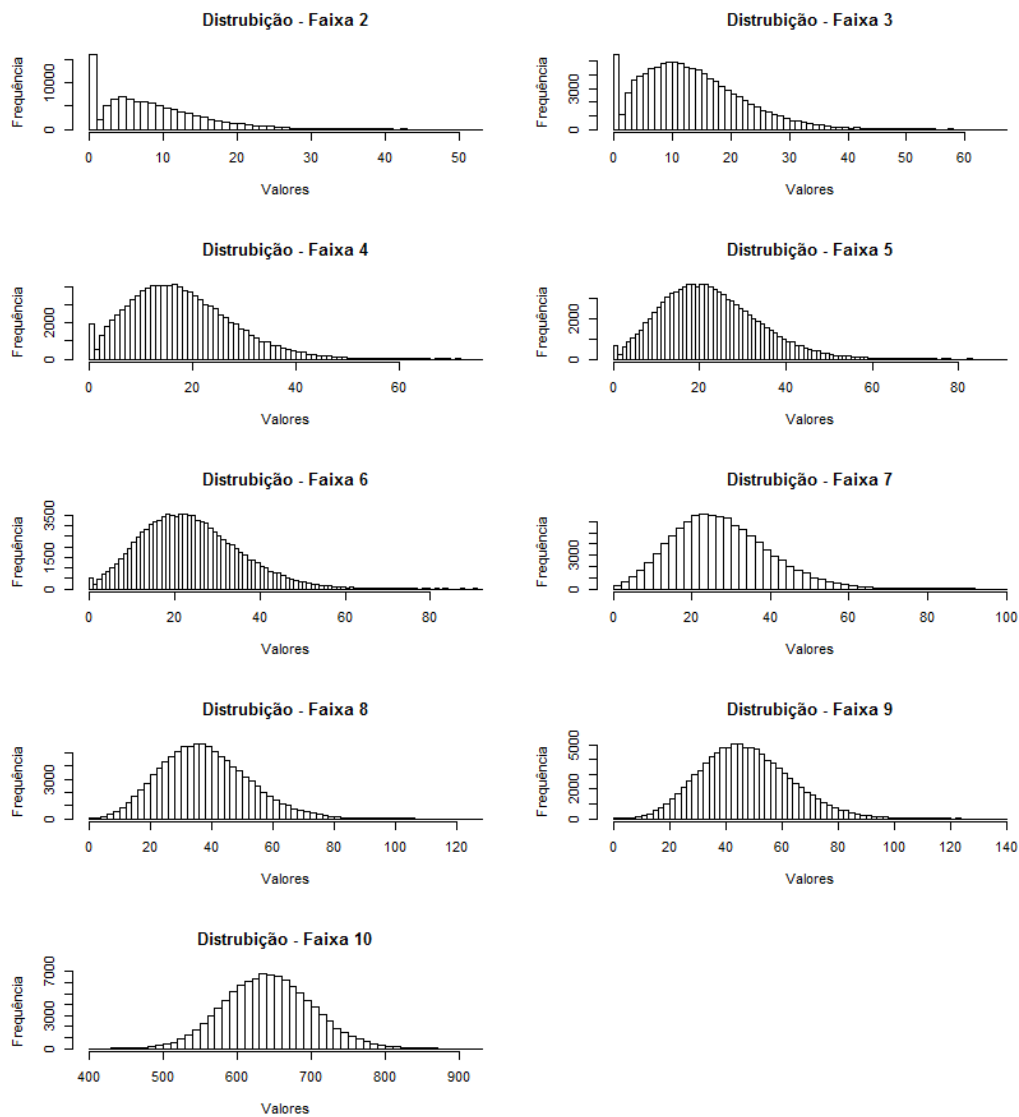 Distrubição - Faixa 2
Frequência
0 10000
0 10 20 30 40 50
Valores
Distrubição - Faixa 3
Frequência
0 3000
0 10 20 30 40 50 60
Valores
Distrubição - Faixa 4
Frequência
0 2000
0 20 40 60
Valores
Distrubição - Faixa 5
Frequência
0 2000
0 20 40 60 80
Valores
Distrubição - Faixa 6
Frequência
0 1500 3500
0 20 40 60 80
Valores
Distrubição - Faixa 7
Frequência
0 3000
0 20 40 60 80 100
Valores
Distrubição - Faixa 8
Frequência
0 3000
0 20 40 60 80 100 120
Valores
Distrubição - Faixa 9
Frequência
0 2000 5000
0 20 40 60 80 100 120 140
Valores
Distrubição - Faixa 10
Frequência
0 3000 7000
400 500 600 700 800 900
Valores